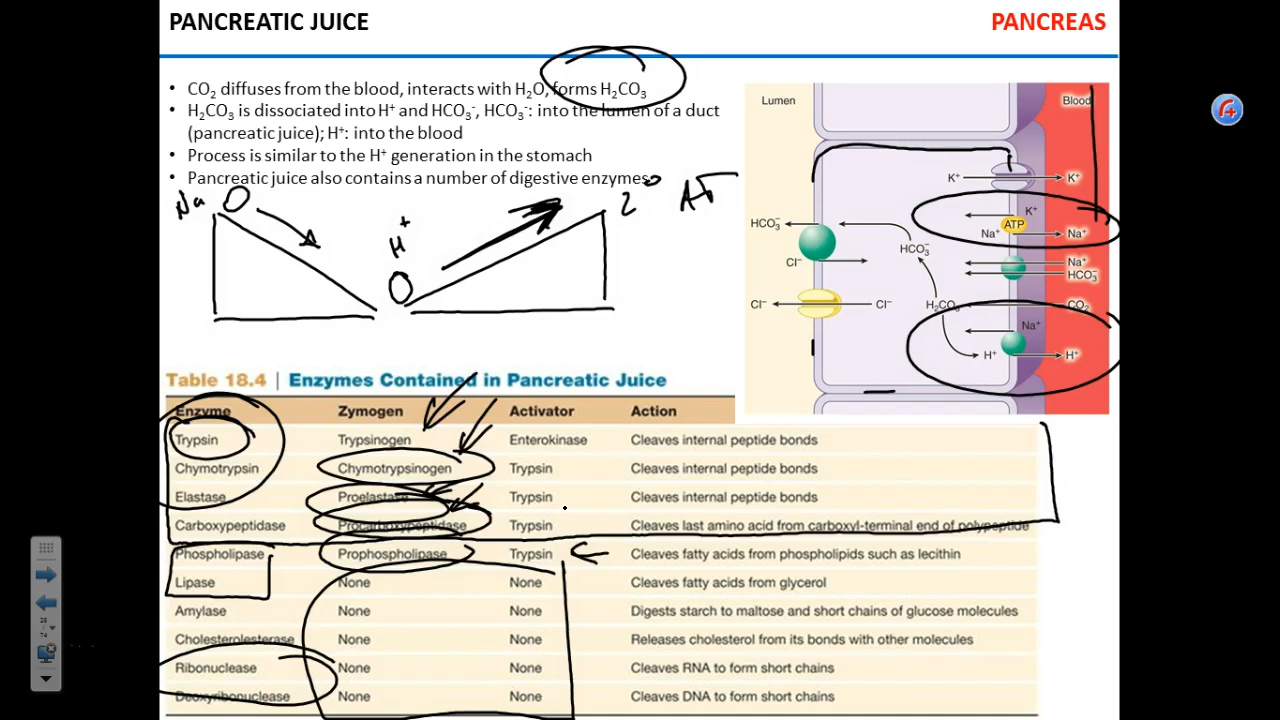 PANCREATIC JUICE
PANCREAS
• CO₂ diffuses from the blood, interacts with H₂O, forms H₂CO₃
• H₂CO₃ is dissociated into H⁺ and HCO₃⁻, HCO₃⁻: into the lumen of a duct
(pancreatic juice); H⁺: into the blood
• Process is similar to the H⁺ generation in the stomach
• Pancreatic juice also contains a number of digestive enzymes
Na
H⁺
2° AT
Lumen
Blood
K⁺ K⁺
K⁺
HCO₃⁻ ATP
Na⁺ Na⁺
HCO₃⁻
Cl⁻ Na⁺
HCO₃⁻
Cl⁻ Cl⁻ H₂CO₃ CO₂
Na⁺
H⁺ H⁺
Table 18.4 | Enzymes Contained in Pancreatic Juice
Enzyme Zymogen Activator Action
Trypsin Trypsinogen Enterokinase Cleaves internal peptide bonds
Chymotrypsin Chymotrypsinogen Trypsin Cleaves internal peptide bonds
Elastase Proelastase Trypsin Cleaves internal peptide bonds
Carboxypeptidase Procarboxypeptidase Trypsin Cleaves last amino acid from carboxyl-terminal end of polypeptide
Phospholipase Prophospholipase Trypsin Cleaves fatty acids from phospholipids such as lecithin
Lipase None None Cleaves fatty acids from glycerol
Amylase None None Digests starch to maltose and short chains of glucose molecules
Cholesterolesterase None None Releases cholesterol from its bonds with other molecules
Ribonuclease None None Cleaves RNA to form short chains
Deoxyribonuclease None None Cleaves DNA to form short chains